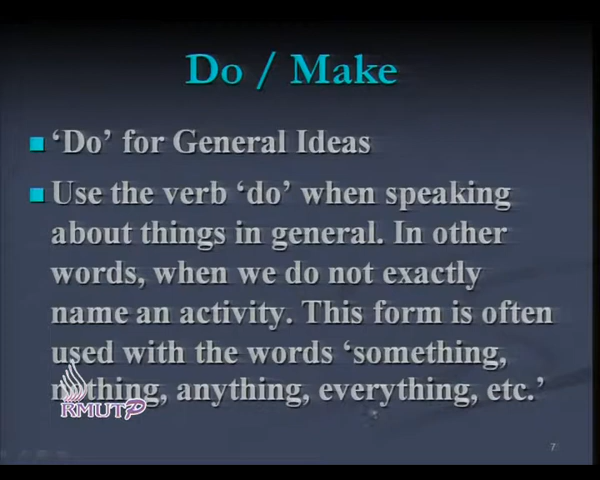 Do / Make
‘Do’ for General Ideas
Use the verb ‘do’ when speaking
about things in general. In other
words, when we do not exactly
name an activity. This form is often
used with the words ‘something,
nothing, anything, everything, etc.’
RMUTP
7